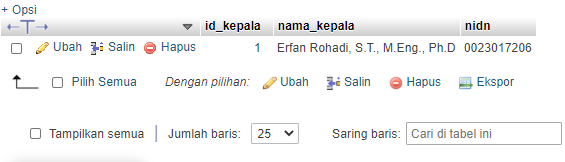 + Opsi
id_kepala nama_kepala nidn
Ubah Salin Hapus 1 Erfan Rohadi, S.T., M.Eng., Ph.D 0023017206
Pilih Semua Dengan pilihan: Ubah Salin Hapus Ekspor
Tampilkan semua Jumlah baris: 25 Saring baris: Cari di tabel ini